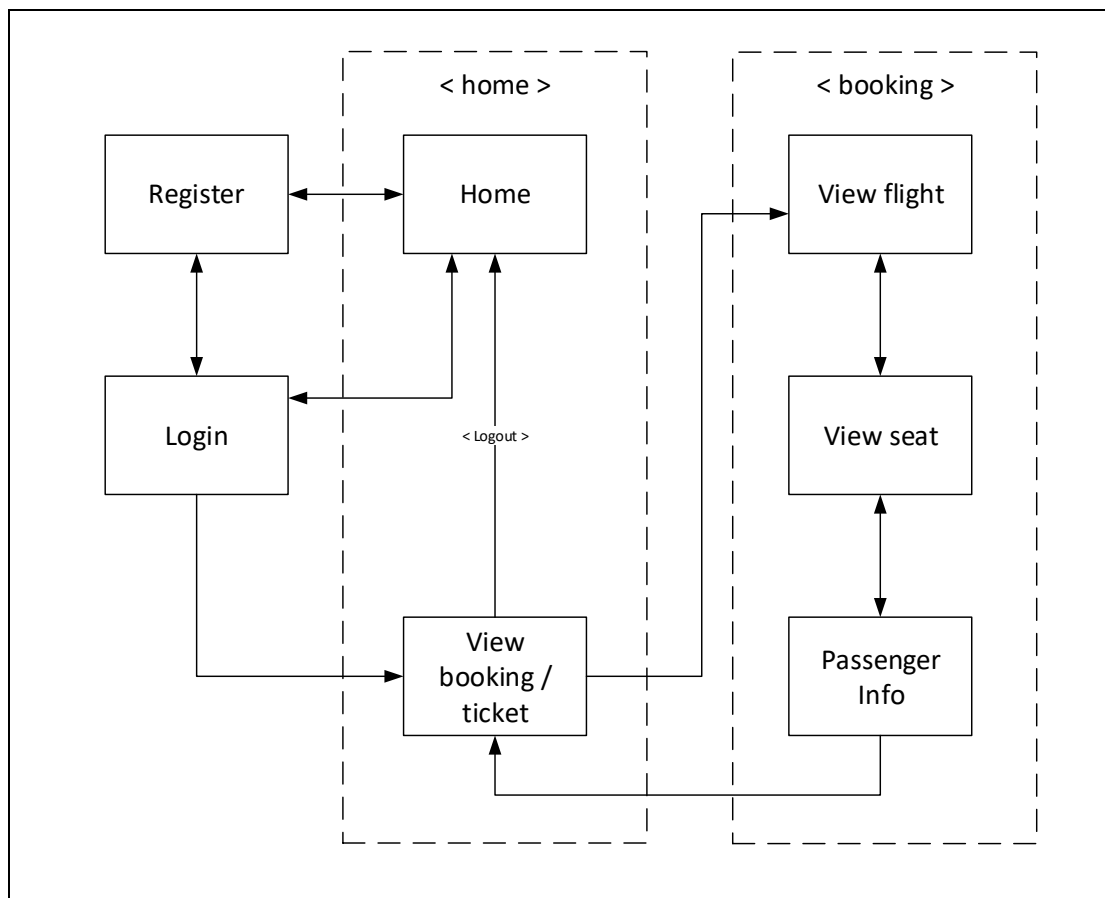 < home >
< booking >
Register
Home
View flight
Login
< Logout >
View seat
View
booking /
ticket
Passenger
Info